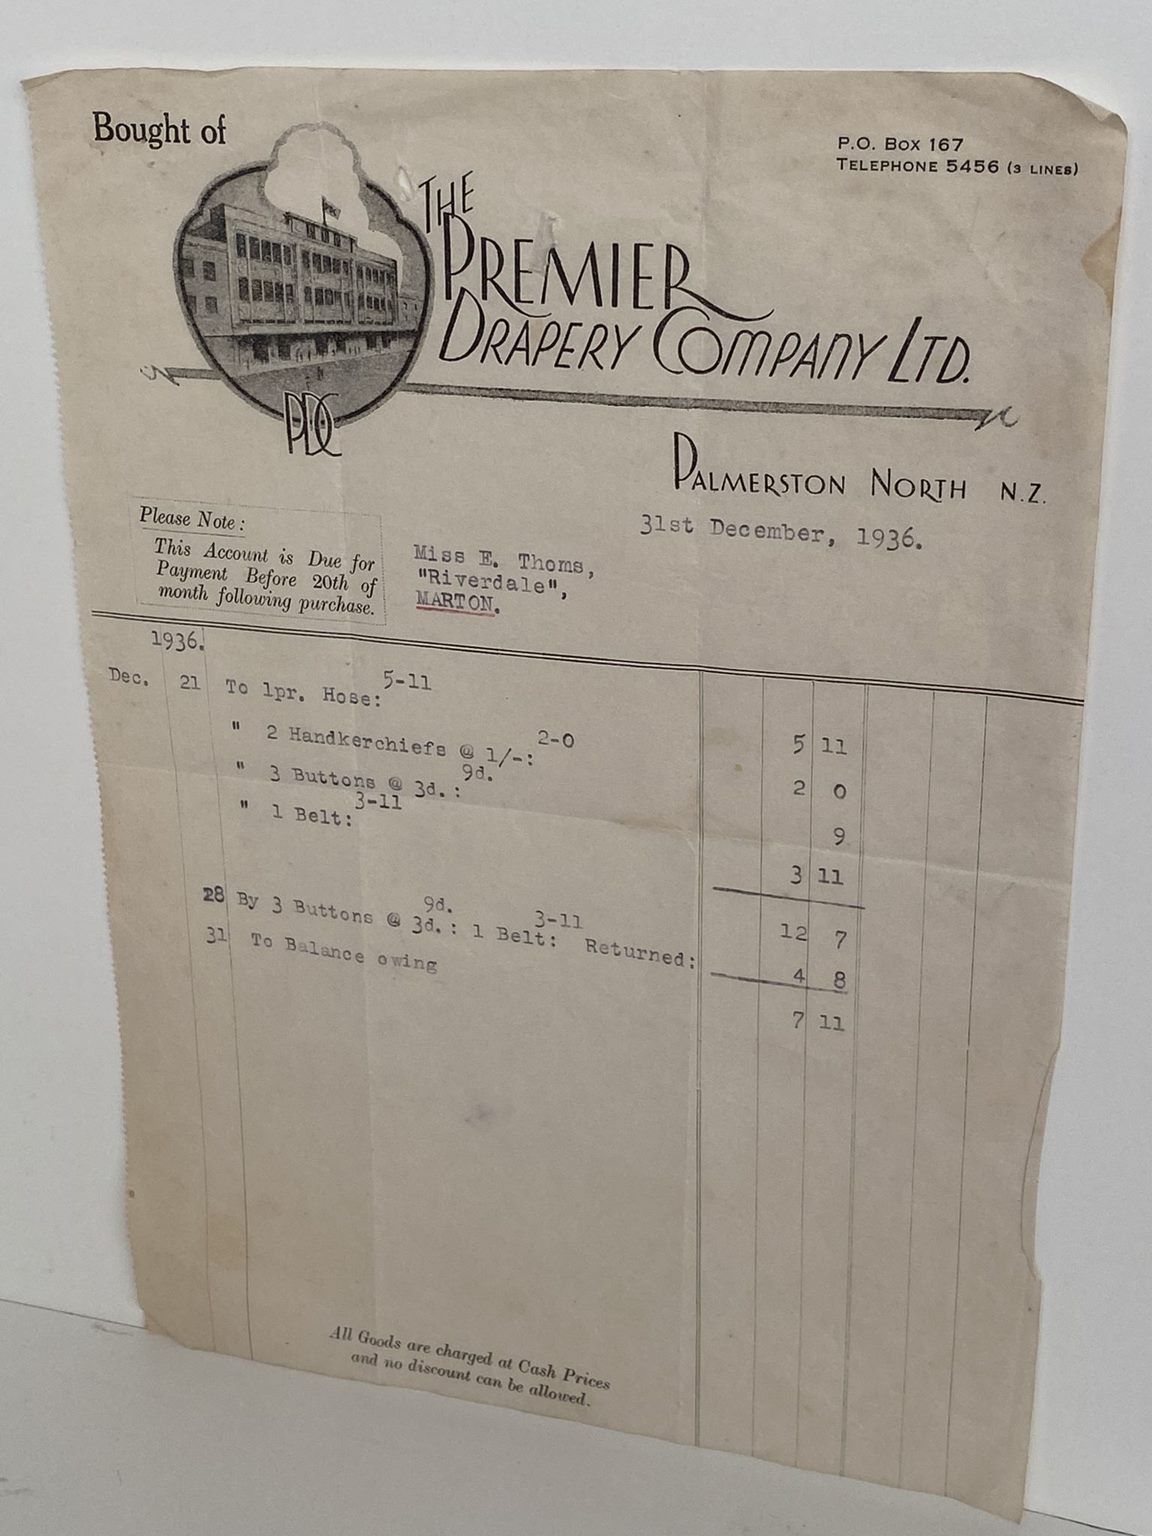 Bought of
P.O. Box 167
Telephone 5456 (3 lines)
The
Premier
Drapery Company Ltd.
PDC
Palmerston North N.Z.
31st December, 1936.
Please Note:
This Account is Due for
Payment Before 20th of
month following purchase.
Miss E. Thoms,
"Riverdale",
MARTON.
1936.
Dec. 21 To 1pr. Hose: 5-11 5 11
" 2 Handkerchiefs @ 1/-: 2-0 2 0
" 3 Buttons @ 3d.: 9d. 9
" 1 Belt: 3-11 3 11
12 7
28 By 3 Buttons @ 3d.: 9d. 1 Belt: 3-11 Returned: 4 8
31 To Balance owing 7 11
All Goods are charged at Cash Prices
and no discount can be allowed.